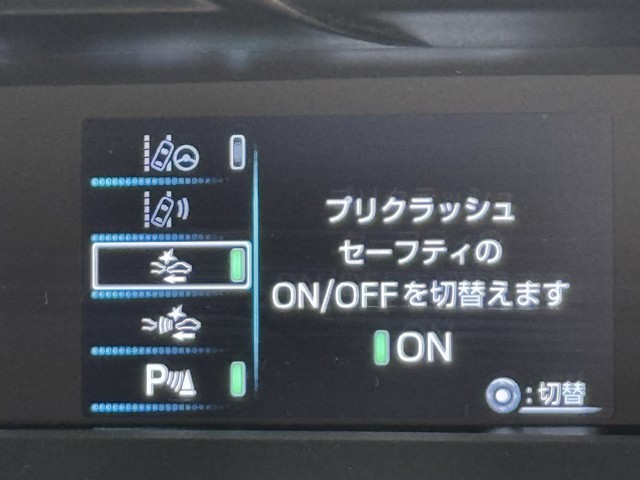 プリクラッシュ
セーフティの
ON/OFFを切替えます
ON
P
:切替